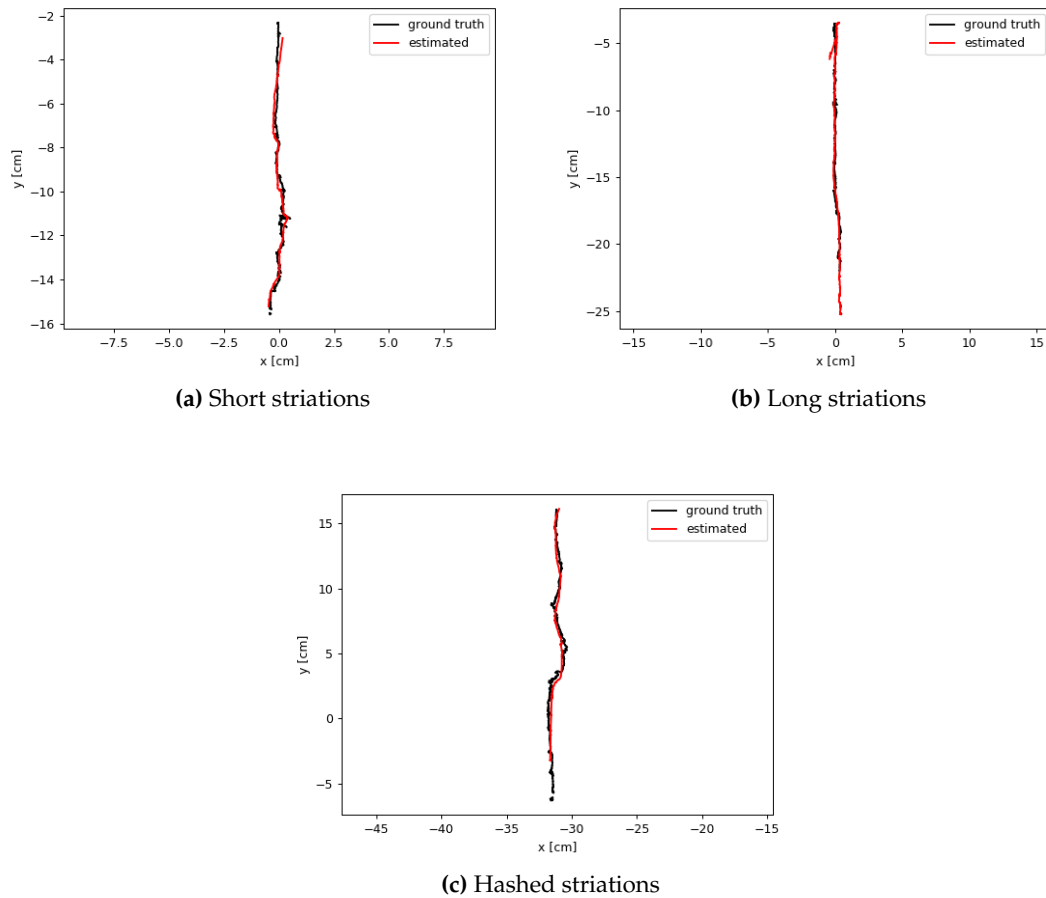 −2
−4
−6
−8
−10
−12
−14
−16
y [cm]
−7.5 −5.0 −2.5 0.0 2.5 5.0 7.5
x [cm]
ground truth
estimated
(a) Short striations
−5
−10
−15
−20
−25
y [cm]
−15 −10 −5 0 5 10 15
x [cm]
ground truth
estimated
(b) Long striations
15
10
5
0
−5
y [cm]
−45 −40 −35 −30 −25 −20 −15
x [cm]
ground truth
estimated
(c) Hashed striations